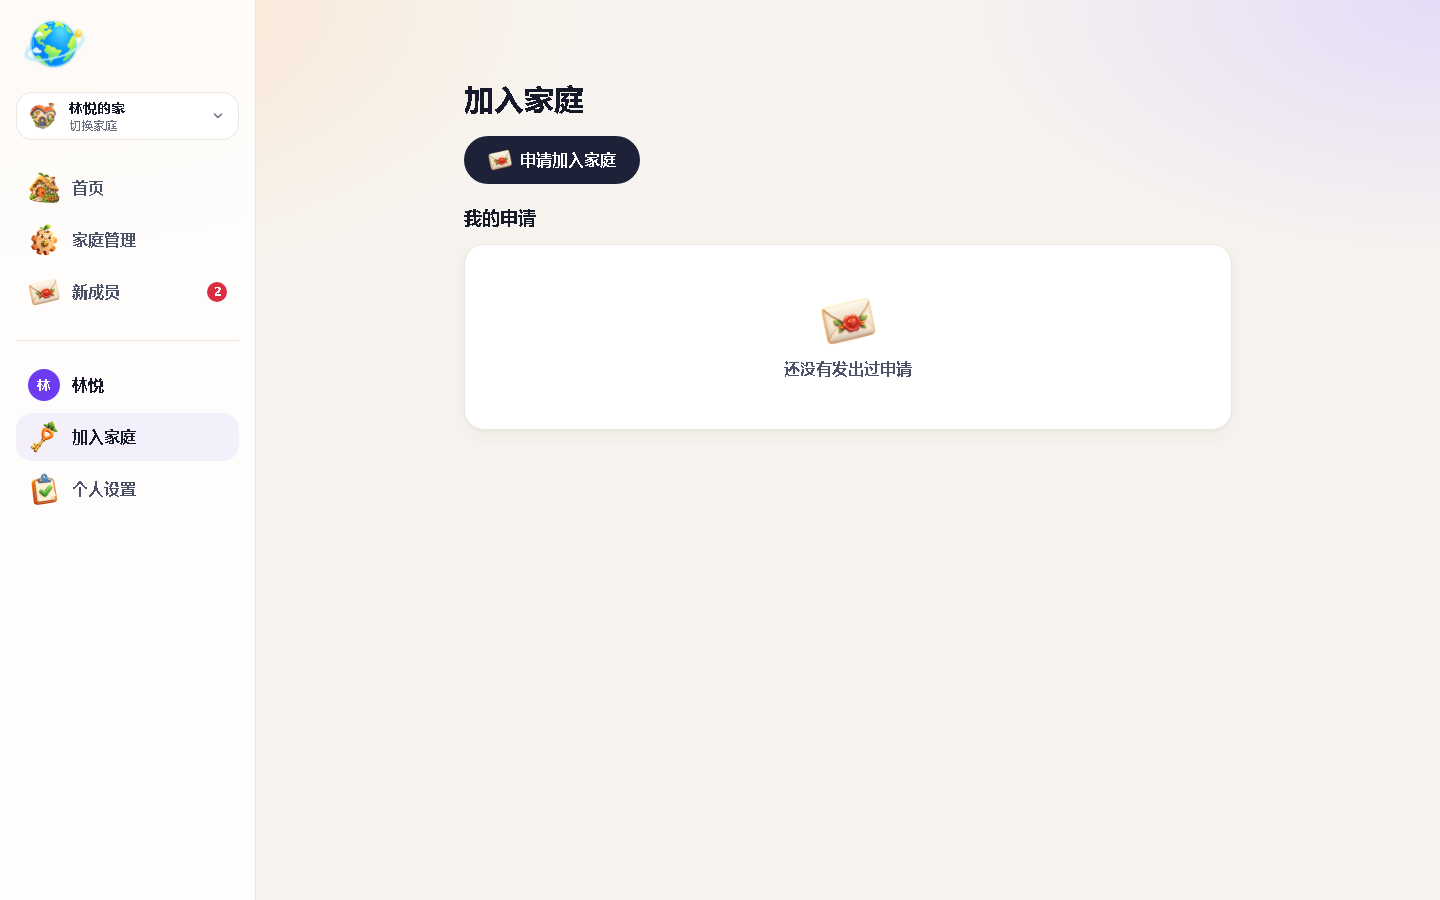 林悦的家
切换家庭
首页
家庭管理
新成员
2
林
林悦
加入家庭
个人设置
加入家庭
申请加入家庭
我的申请
还没有发出过申请